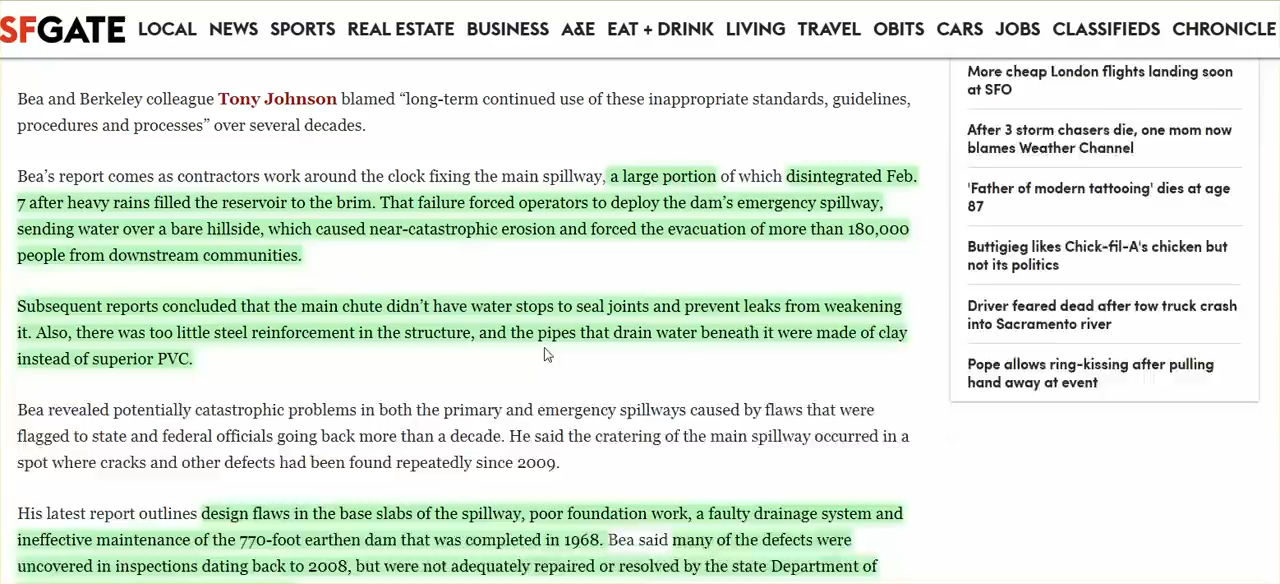 SFGATE LOCAL NEWS SPORTS REAL ESTATE BUSINESS A&E EAT + DRINK LIVING TRAVEL OBITS CARS JOBS CLASSIFIEDS CHRONICLE
Bea and Berkeley colleague Tony Johnson blamed “long-term continued use of these inappropriate standards, guidelines,
procedures and processes” over several decades.
Bea’s report comes as contractors work around the clock fixing the main spillway, a large portion of which disintegrated Feb.
7 after heavy rains filled the reservoir to the brim. That failure forced operators to deploy the dam’s emergency spillway,
sending water over a bare hillside, which caused near-catastrophic erosion and forced the evacuation of more than 180,000
people from downstream communities.
Subsequent reports concluded that the main chute didn’t have water stops to seal joints and prevent leaks from weakening
it. Also, there was too little steel reinforcement in the structure, and the pipes that drain water beneath it were made of clay
instead of superior PVC.
Bea revealed potentially catastrophic problems in both the primary and emergency spillways caused by flaws that were
flagged to state and federal officials going back more than a decade. He said the cratering of the main spillway occurred in a
spot where cracks and other defects had been found repeatedly since 2009.
His latest report outlines design flaws in the base slabs of the spillway, poor foundation work, a faulty drainage system and
ineffective maintenance of the 770-foot earthen dam that was completed in 1968. Bea said many of the defects were
uncovered in inspections dating back to 2008, but were not adequately repaired or resolved by the state Department of
More cheap London flights landing soon
at SFO
After 3 storm chasers die, one mom now
blames Weather Channel
'Father of modern tattooing' dies at age
87
Buttigieg likes Chick-fil-A's chicken but
not its politics
Driver feared dead after tow truck crash
into Sacramento river
Pope allows ring-kissing after pulling
hand away at event